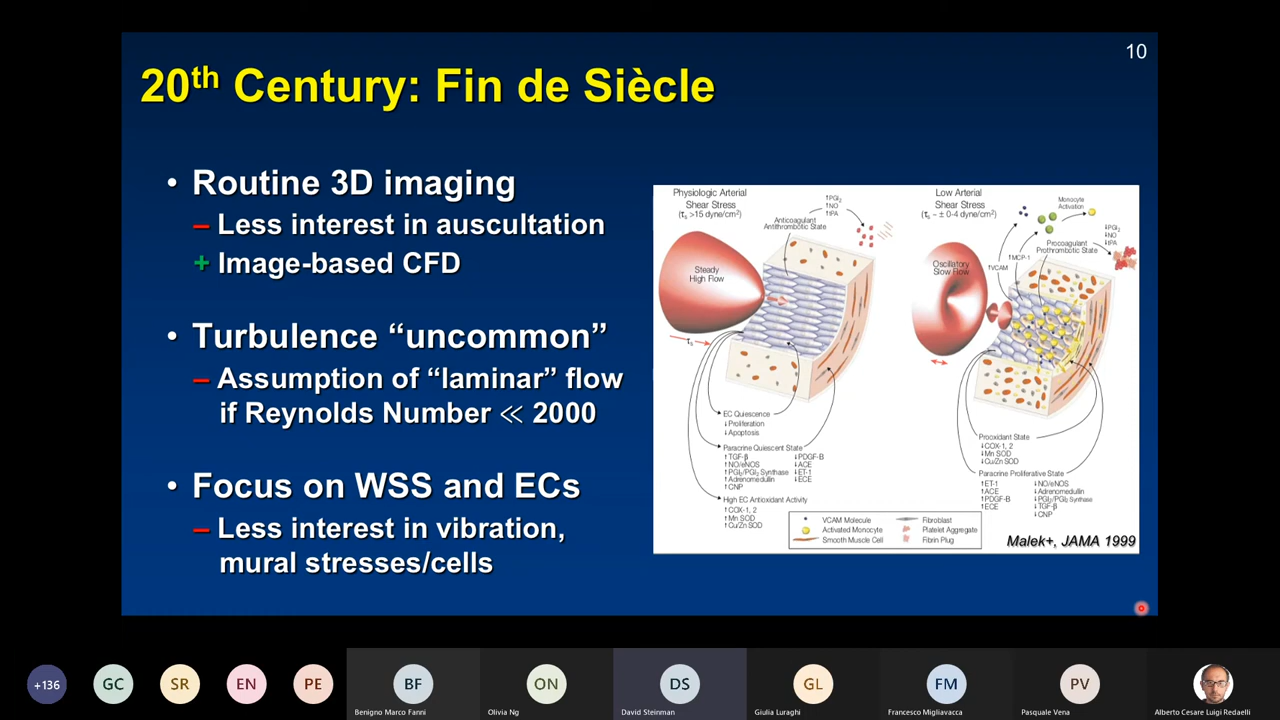 10
20th Century: Fin de Siècle
• Routine 3D imaging
– Less interest in auscultation
+ Image-based CFD
• Turbulence “uncommon”
– Assumption of “laminar” flow
if Reynolds Number ≪ 2000
• Focus on WSS and ECs
– Less interest in vibration,
mural stresses/cells
Physiologic Arterial
Shear Stress
(τs >15 dyne/cm²)
↑PGI₂
↑NO
↑tPA
Anticoagulant
Antithrombotic State
Steady
High Flow
τs
EC Quiescence
↓Proliferation
↓Apoptosis
Paracrine Quiescent State
↑TGF-β ↓PDGF-B
↑NO/eNOS ↓ACE
↑PGI₂/PGI₂ Synthase ↓ET-1
↑Adrenomedullin ↓ECE
↑CNP
High EC Antioxidant Activity
↑COX-1, 2
↑Mn SOD
↑Cu/Zn SOD
Low Arterial
Shear Stress
(τs ~ ± 0-4 dyne/cm²)
Monocyte
Activation
↓PGI₂
↓NO
↓tPA
Procoagulant
Prothrombotic State
↑MCP-1
↑VCAM
Oscillatory
Slow Flow
Prooxidant State
↓COX-1, 2
↓Mn SOD
↓Cu/Zn SOD
Paracrine Proliferative State
↑ET-1 ↓NO/eNOS
↑ACE ↓Adrenomedullin
↑PDGF-B ↓PGI₂/PGI₂ Synthase
↑ECE ↓TGF-β
↓CNP
VCAM Molecule Fibroblast
Activated Monocyte Platelet Aggregate
Smooth Muscle Cell Fibrin Plug
Malek+, JAMA 1999
+136 GC SR EN PE BF ON DS GL FM PV
Benigno Marco Fanni Olivia Ng David Steinman Giulia Luraghi Francesco Migliavacca Pasquale Vena Alberto Cesare Luigi Redaelli